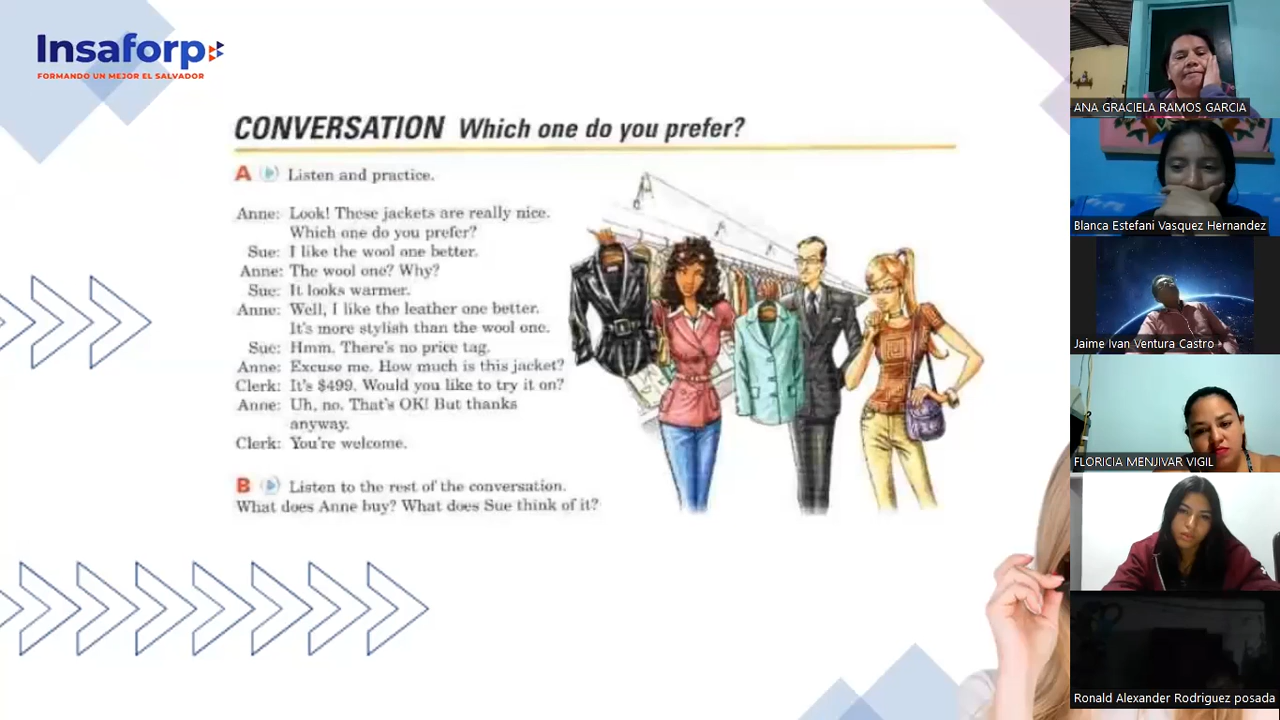 Insaforp
FORMANDO UN MEJOR EL SALVADOR
CONVERSATION Which one do you prefer?
A Listen and practice.
Anne: Look! These jackets are really nice.
Which one do you prefer?
Sue: I like the wool one better.
Anne: The wool one? Why?
Sue: It looks warmer.
Anne: Well, I like the leather one better.
It's more stylish than the wool one.
Sue: Hmm. There's no price tag.
Anne: Excuse me. How much is this jacket?
Clerk: It's $499. Would you like to try it on?
Anne: Uh, no. That's OK! But thanks
anyway.
Clerk: You're welcome.
B Listen to the rest of the conversation.
What does Anne buy? What does Sue think of it?
ANA GRACIELA RAMOS GARCIA
Blanca Estefani Vasquez Hernandez
Jaime Ivan Ventura Castro
FLORICIA MENJIVAR VIGIL
Ronald Alexander Rodriguez posada